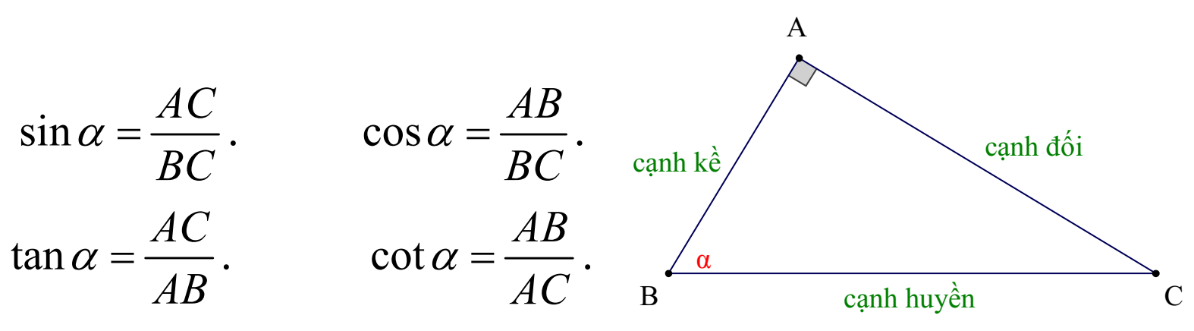 sin α = AC/BC .
cos α = AB/BC .
tan α = AC/AB .
cot α = AB/AC .
A
cạnh kề
cạnh đối
α
B
cạnh huyền
C